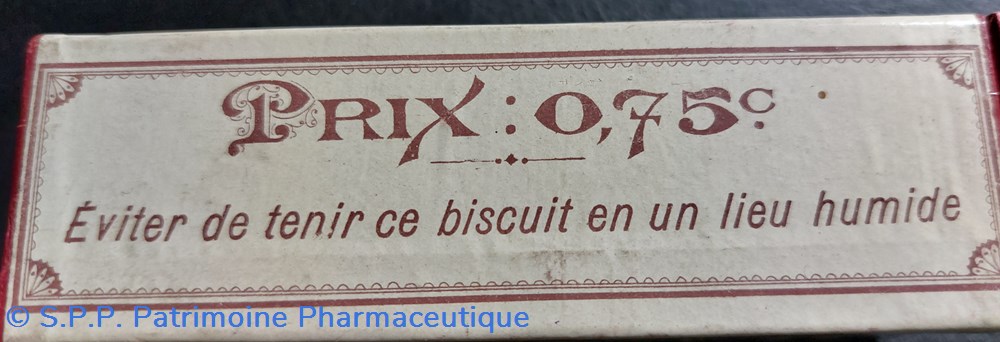 PRIX : 0,75c.
Éviter de tenir ce biscuit en un lieu humide
© S.P.P. Patrimoine Pharmaceutique